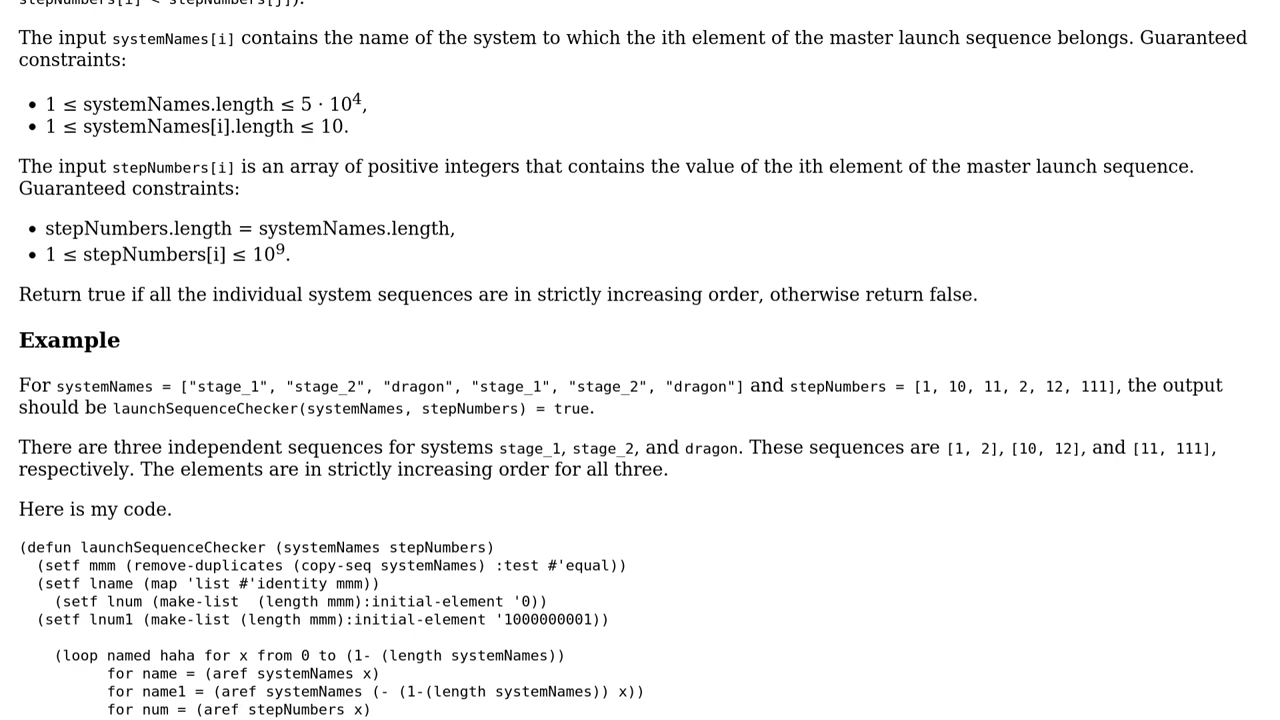 stepNumbers[i] < stepNumbers[j]).
The input systemNames[i] contains the name of the system to which the ith element of the master launch sequence belongs. Guaranteed
constraints:
• 1 ≤ systemNames.length ≤ 5 · 10⁴,
• 1 ≤ systemNames[i].length ≤ 10.
The input stepNumbers[i] is an array of positive integers that contains the value of the ith element of the master launch sequence.
Guaranteed constraints:
• stepNumbers.length = systemNames.length,
• 1 ≤ stepNumbers[i] ≤ 10⁹.
Return true if all the individual system sequences are in strictly increasing order, otherwise return false.
Example
For systemNames = ["stage_1", "stage_2", "dragon", "stage_1", "stage_2", "dragon"] and stepNumbers = [1, 10, 11, 2, 12, 111], the output
should be launchSequenceChecker(systemNames, stepNumbers) = true.
There are three independent sequences for systems stage_1, stage_2, and dragon. These sequences are [1, 2], [10, 12], and [11, 111],
respectively. The elements are in strictly increasing order for all three.
Here is my code.
(defun launchSequenceChecker (systemNames stepNumbers)
  (setf mmm (remove-duplicates (copy-seq systemNames) :test #'equal))
  (setf lname (map 'list #'identity mmm))
    (setf lnum (make-list  (length mmm):initial-element '0))
  (setf lnum1 (make-list (length mmm):initial-element '1000000001))
    (loop named haha for x from 0 to (1- (length systemNames))
          for name = (aref systemNames x)
          for name1 = (aref systemNames (- (1-(length systemNames)) x))
          for num = (aref stepNumbers x)